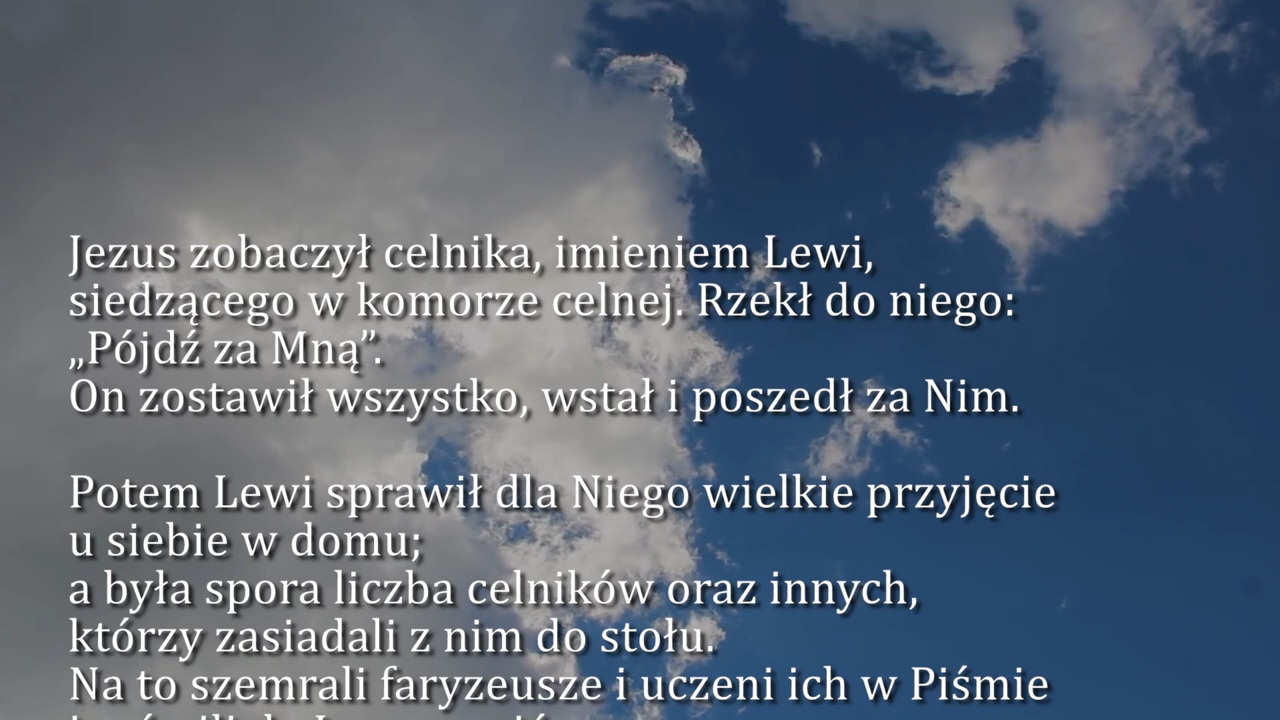 Jezus zobaczył celnika, imieniem Lewi,
siedzącego w komorze celnej. Rzekł do niego:
„Pójdź za Mną”.
On zostawił wszystko, wstał i poszedł za Nim.
Potem Lewi sprawił dla Niego wielkie przyjęcie
u siebie w domu;
a była spora liczba celników oraz innych,
którzy zasiadali z nim do stołu.
Na to szemrali faryzeusze i uczeni ich w Piśmie